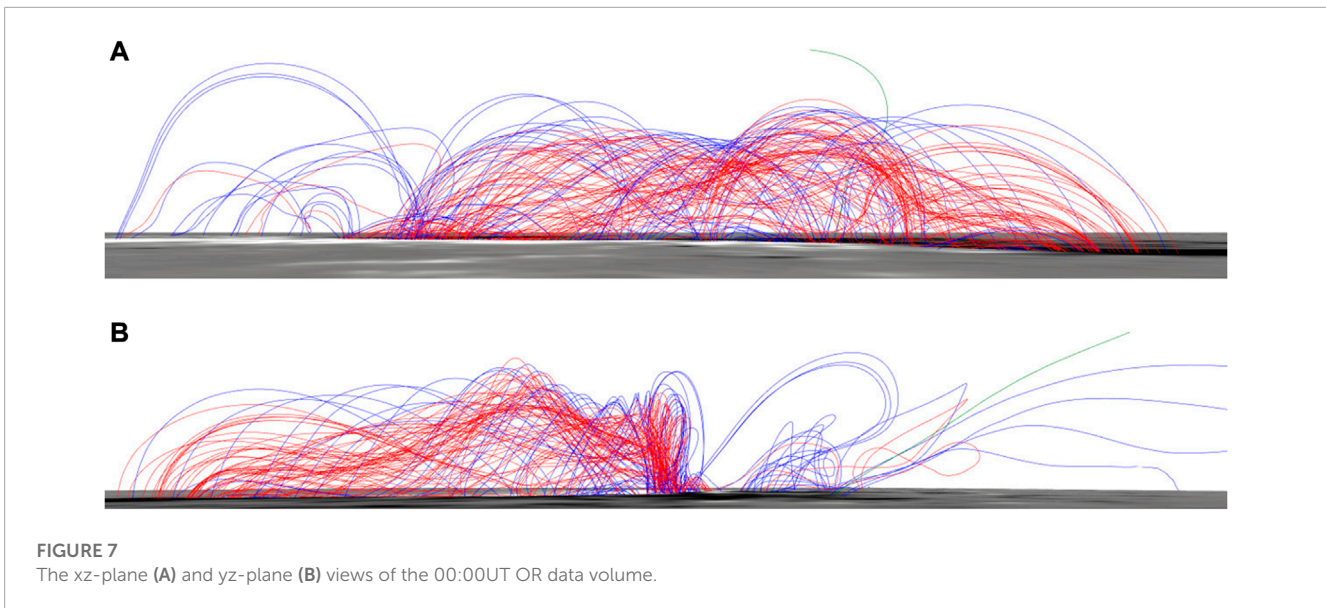 A
B
FIGURE 7
The xz-plane (A) and yz-plane (B) views of the 00:00UT OR data volume.